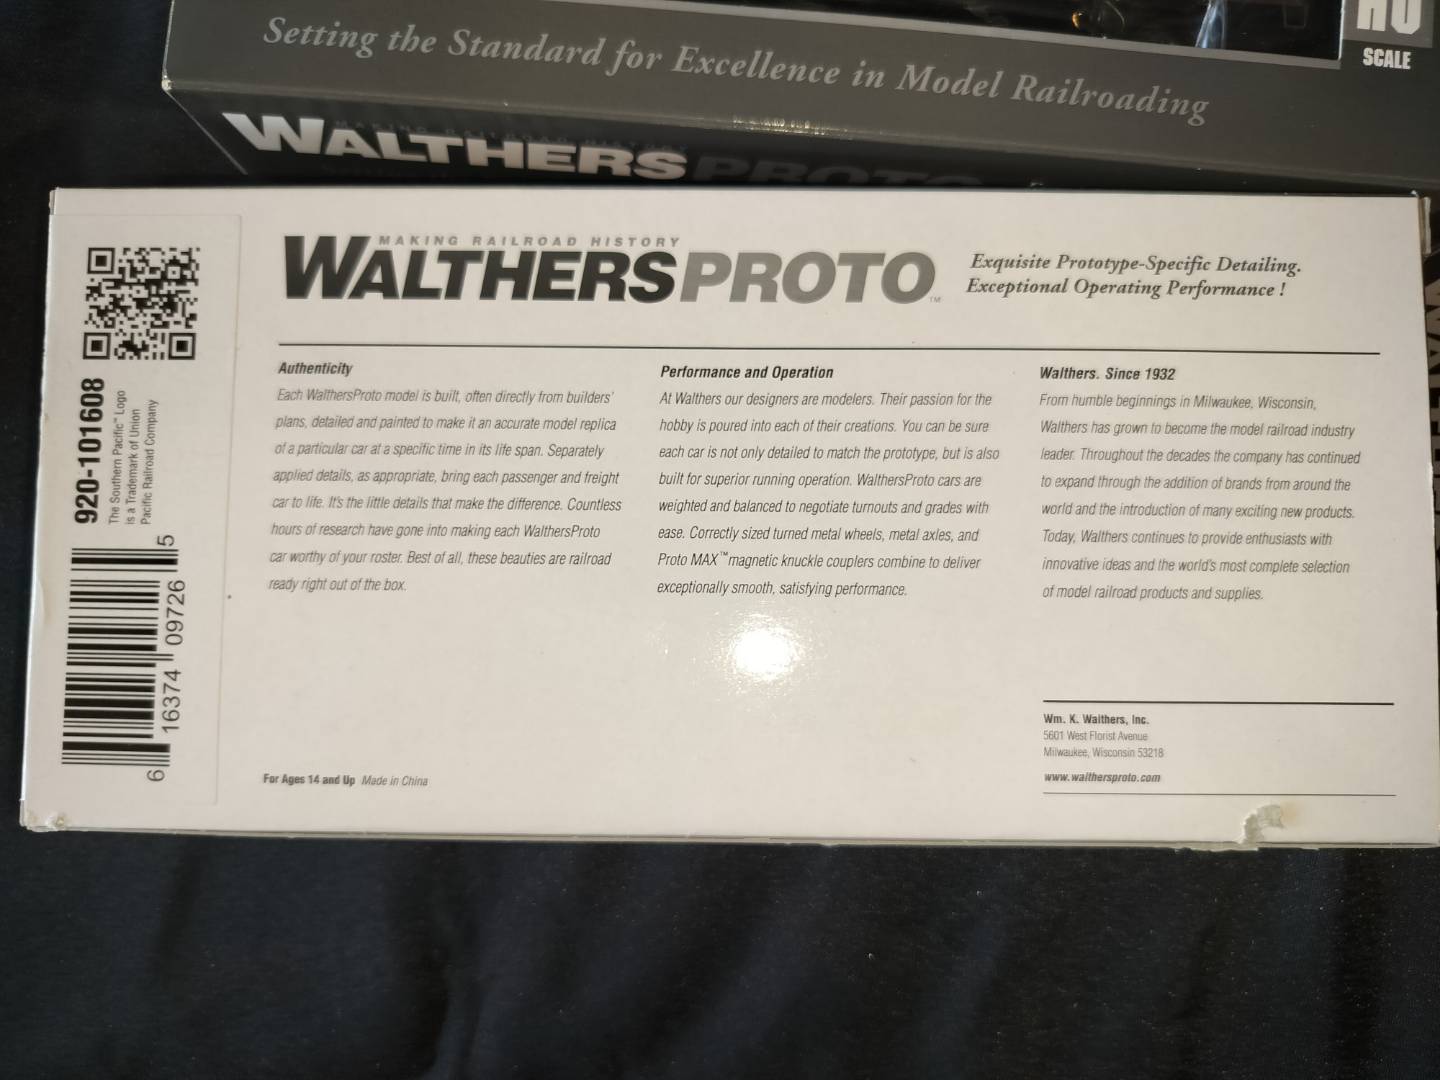 HO
SCALE
Setting the Standard for Excellence in Model Railroading
WALTHERS PROTO
MAKING RAILROAD HISTORY
WALTHERSPROTO™
Exquisite Prototype-Specific Detailing.
Exceptional Operating Performance !
920-101608
The Southern Pacific™ Logo
is a Trademark of Union
Pacific Railroad Company
6 16374 09726 5
Authenticity
Each WalthersProto model is built, often directly from builders'
plans, detailed and painted to make it an accurate model replica
of a particular car at a specific time in its life span. Separately
applied details, as appropriate, bring each passenger and freight
car to life. It's the little details that make the difference. Countless
hours of research have gone into making each WalthersProto
car worthy of your roster. Best of all, these beauties are railroad
ready right out of the box.
Performance and Operation
At Walthers our designers are modelers. Their passion for the
hobby is poured into each of their creations. You can be sure
each car is not only detailed to match the prototype, but is also
built for superior running operation. WalthersProto cars are
weighted and balanced to negotiate turnouts and grades with
ease. Correctly sized turned metal wheels, metal axles, and
Proto MAX™magnetic knuckle couplers combine to deliver
exceptionally smooth, satisfying performance.
Walthers. Since 1932
From humble beginnings in Milwaukee, Wisconsin,
Walthers has grown to become the model railroad industry
leader. Throughout the decades the company has continued
to expand through the addition of brands from around the
world and the introduction of many exciting new products.
Today, Walthers continues to provide enthusiasts with
innovative ideas and the world's most complete selection
of model railroad products and supplies.
Wm. K. Walthers, Inc.
5601 West Florist Avenue
Milwaukee, Wisconsin 53218
www.walthersproto.com
For Ages 14 and Up Made in China